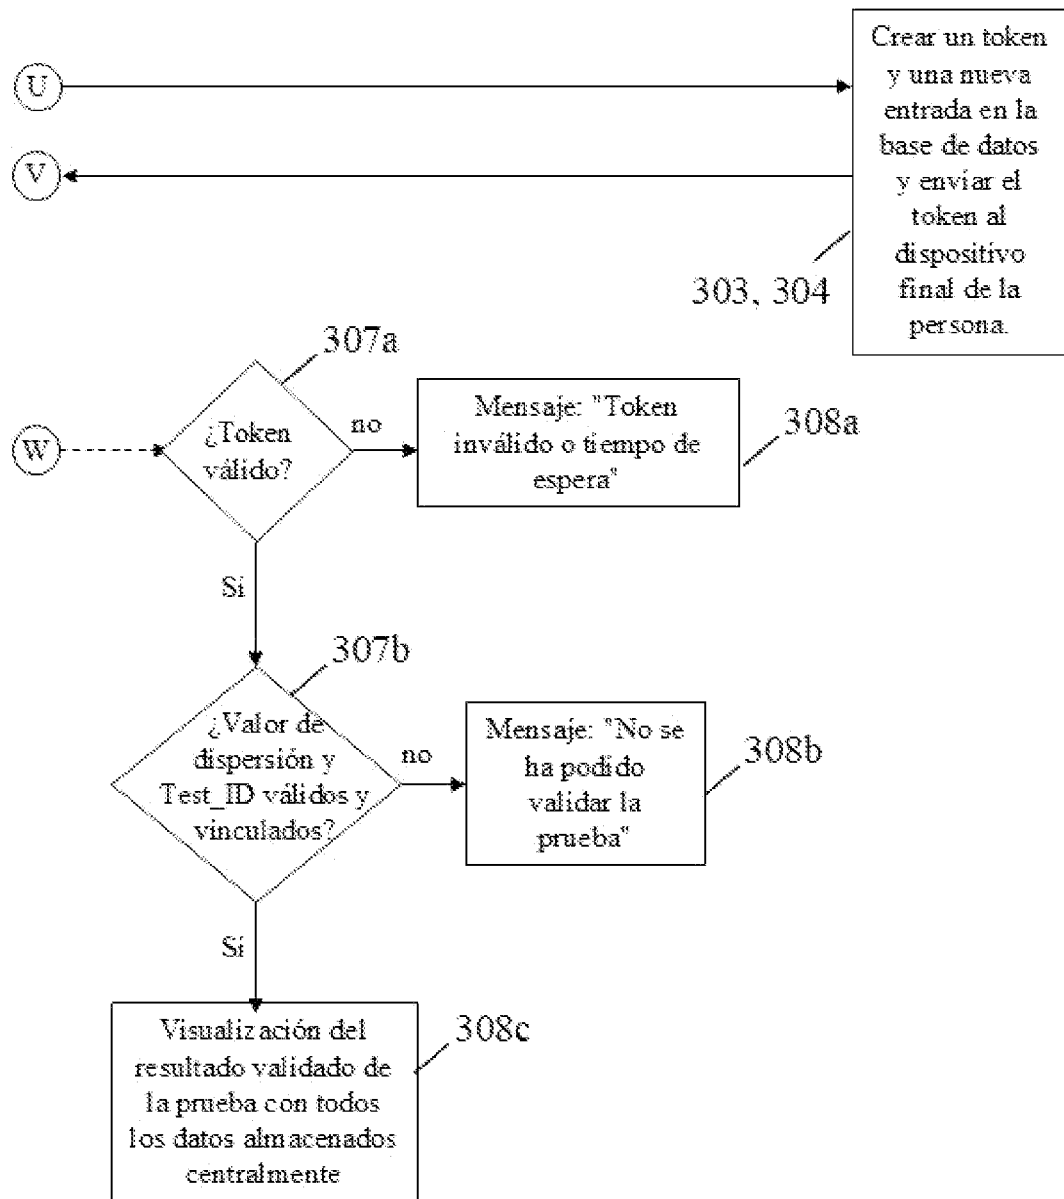 Crear un token
y una nueva
entrada en la
base de datos
y enviar el
token al
dispositivo
final de la
persona.
U
V
303, 304
307a
¿Token
válido?
no
Mensaje: "Token
inválido o tiempo de
espera"
308a
W
Sí
307b
¿Valor de
dispersión y
Test_ID válidos y
vinculados?
no
Mensaje: "No se
ha podido
validar la
prueba"
308b
Sí
Visualización del
resultado validado de
la prueba con todos
los datos almacenados
centralmente
308c